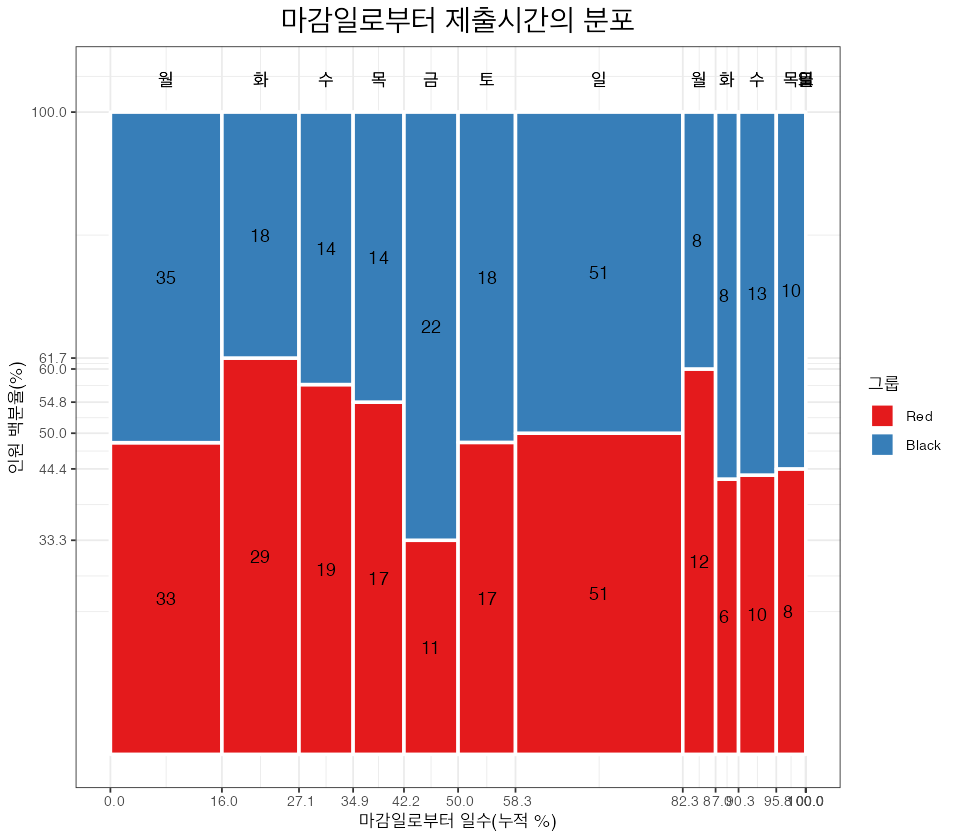 마감일로부터 제출시간의 분포
월 화 수 목 금 토 일 월 화 수 목
100.0
61.7
60.0
54.8
50.0
44.4
33.3
인원 백분율(%)
35 18 14 14 22 18 51 8 8 13 10
33 29 19 17 11 17 51 12 6 10 8
0.0 16.0 27.1 34.9 42.2 50.0 58.3 82.3 87.0 90.3 95.8 100.0
마감일로부터 일수(누적 %)
그룹
Red
Black